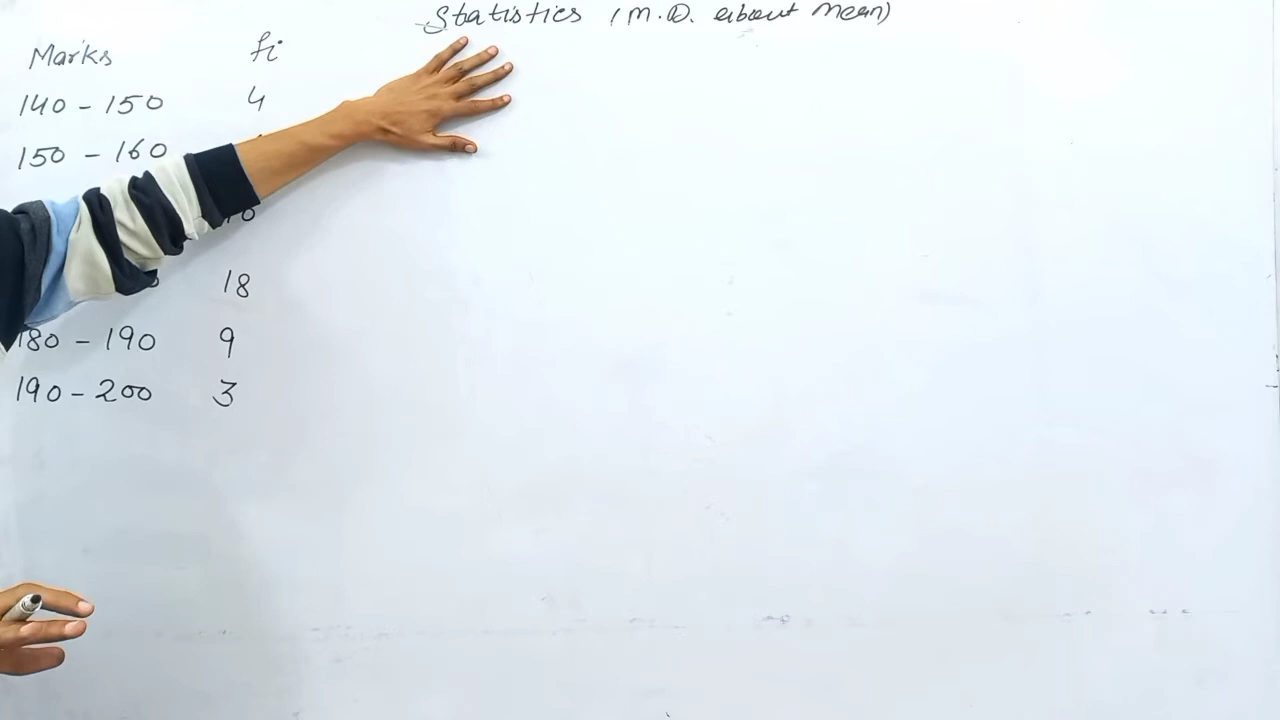 Statistics (M.D. about Mean)
Marks fi
140 - 150 4
150 - 160
18
180 - 190 9
190 - 200 3